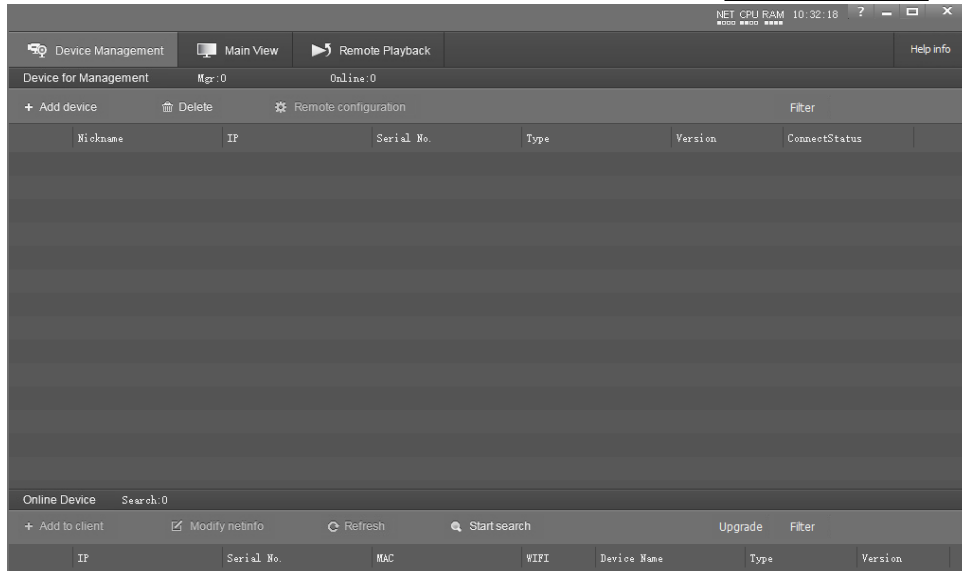 NET CPU RAM 10:32:18 ?
Device Management Main View Remote Playback Help info
Device for Management Mgr:0 Online:0
+ Add device Delete Remote configuration Filter
Nickname IP Serial No. Type Version ConnectStatus
Online Device Search:0
+ Add to client Modify netinfo Refresh Start search Upgrade Filter
IP Serial No. MAC WIFI Device Name Type Version